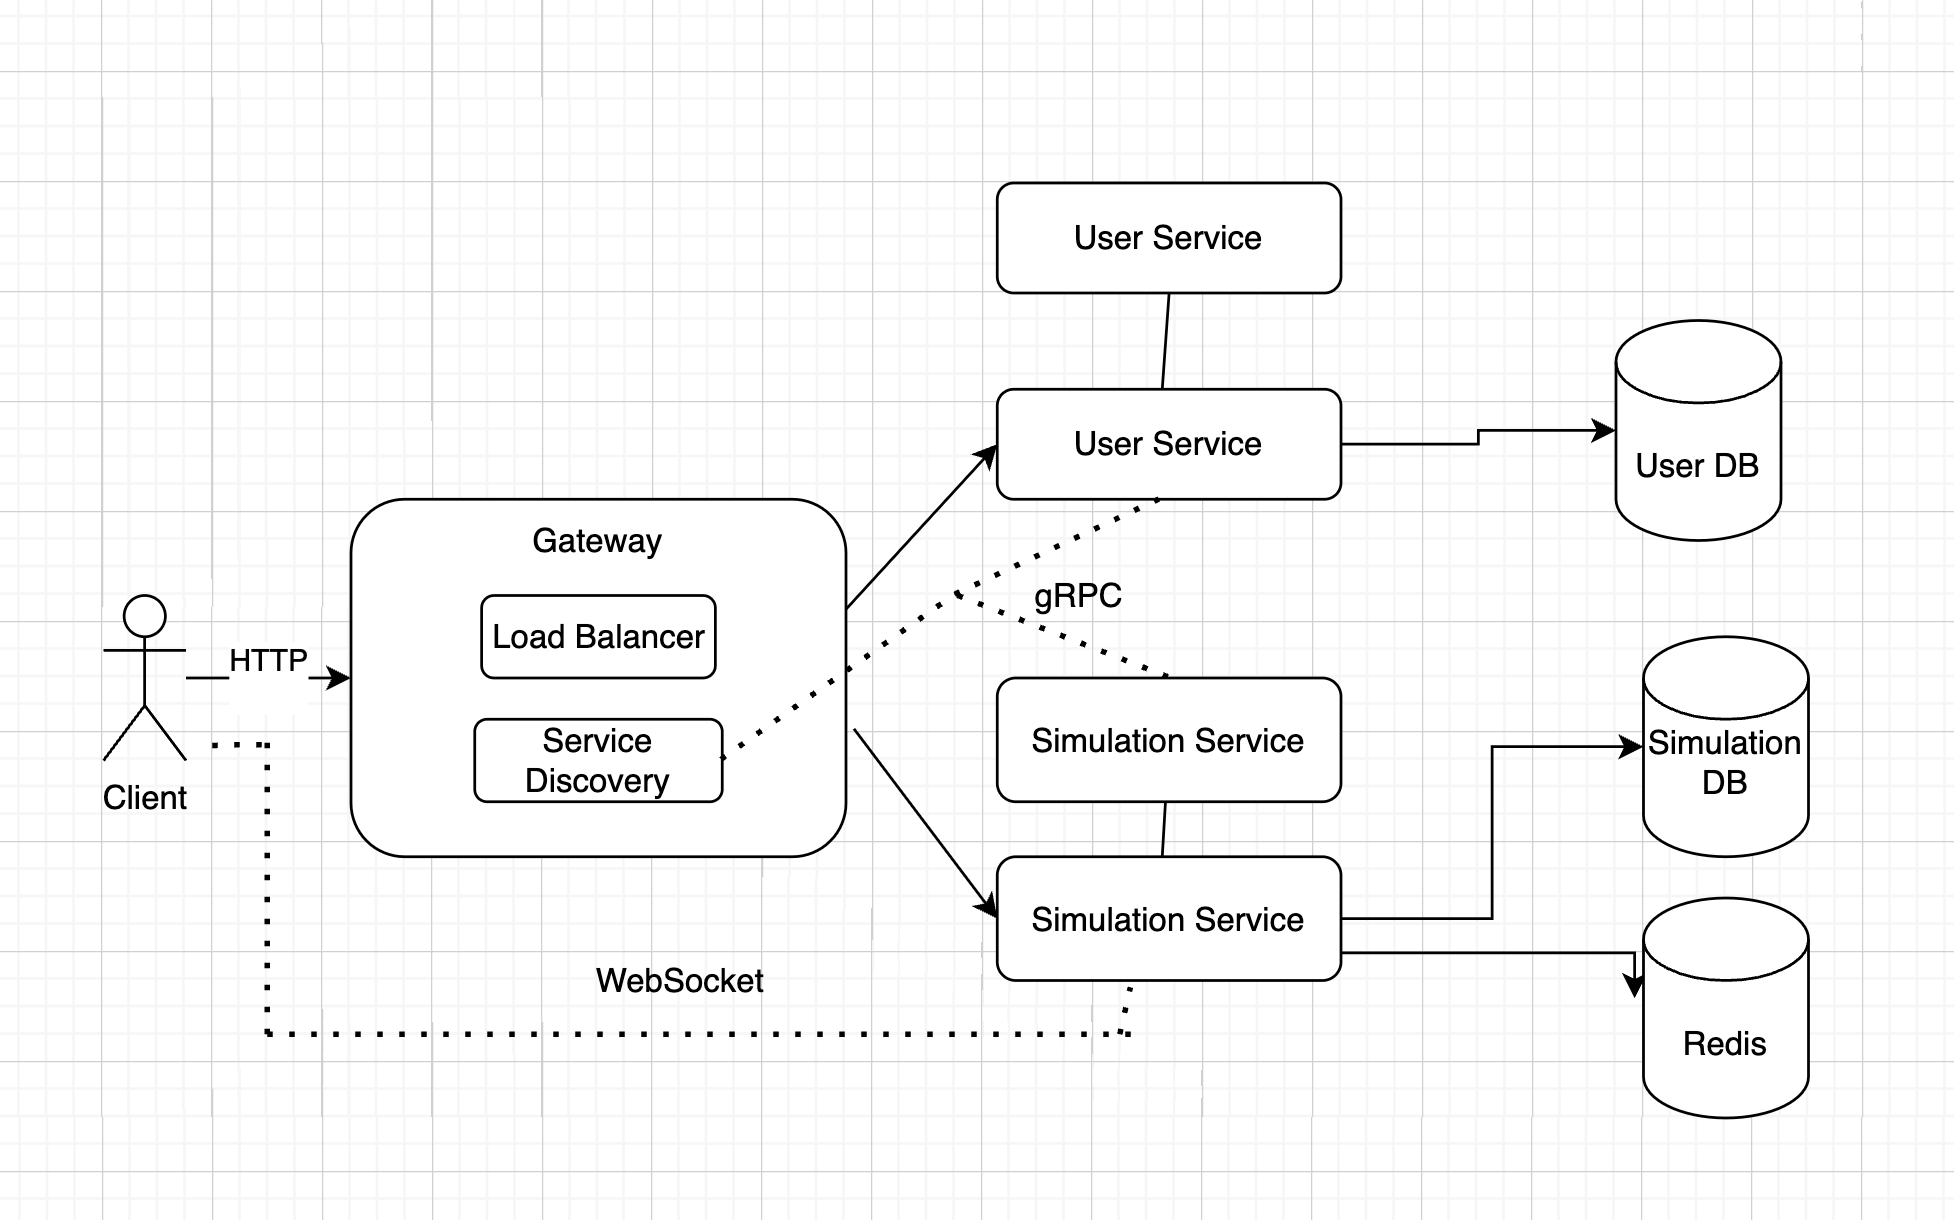 User Service
User Service
User DB
Gateway
gRPC
Load Balancer
HTTP
Service
Discovery
Simulation Service
Simulation
DB
Client
Simulation Service
WebSocket
Redis